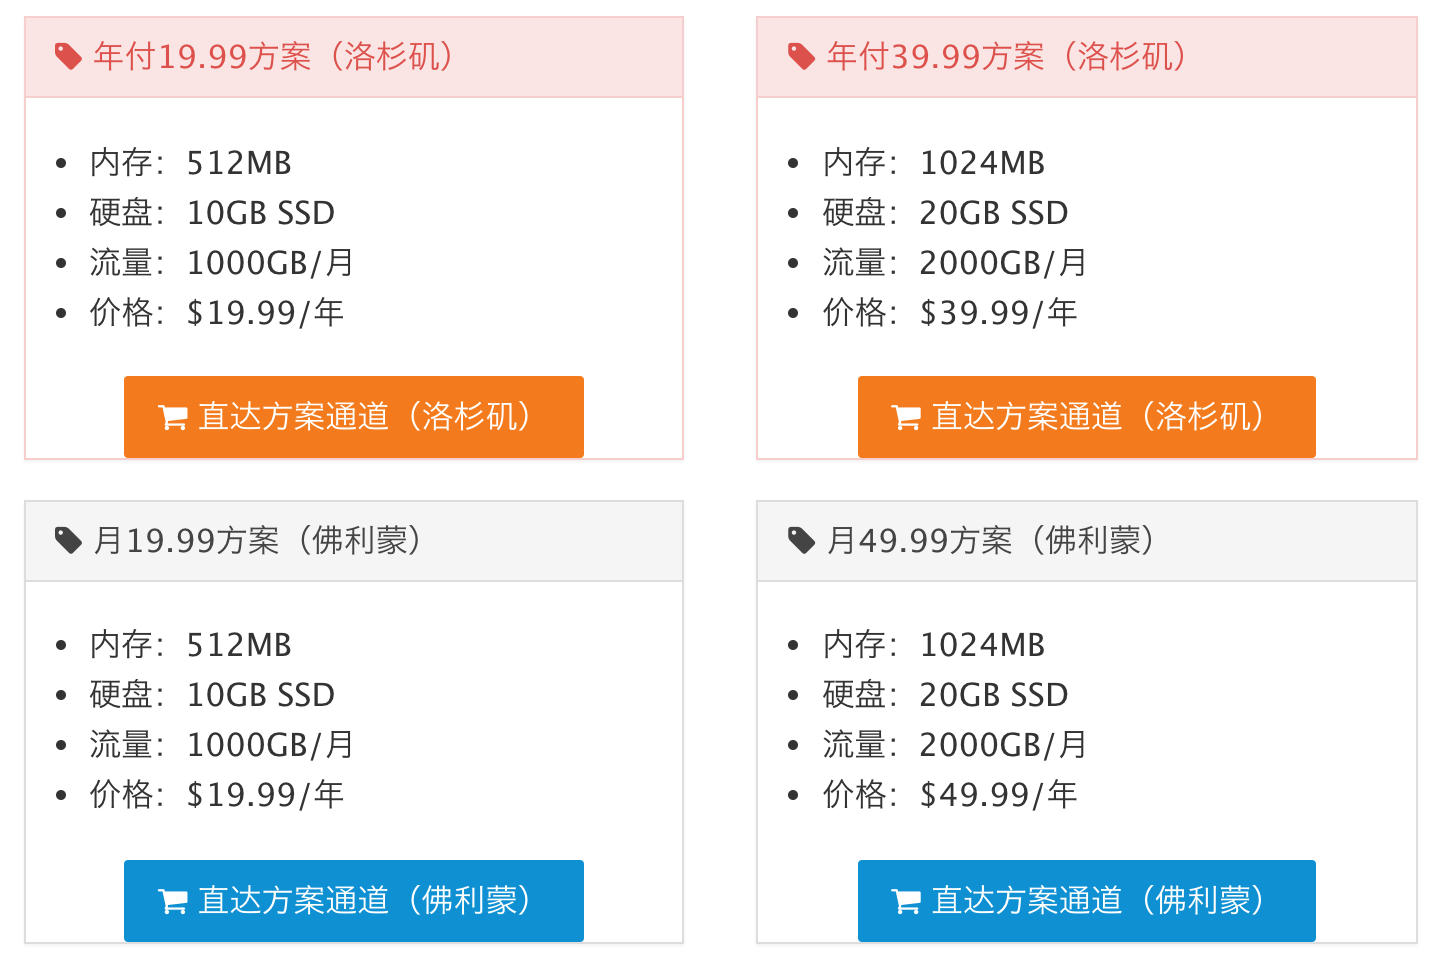 年付19.99方案（洛杉矶）
内存：512MB
硬盘：10GB SSD
流量：1000GB/月
价格：$19.99/年
直达方案通道（洛杉矶）
年付39.99方案（洛杉矶）
内存：1024MB
硬盘：20GB SSD
流量：2000GB/月
价格：$39.99/年
直达方案通道（洛杉矶）
月19.99方案（佛利蒙）
内存：512MB
硬盘：10GB SSD
流量：1000GB/月
价格：$19.99/年
直达方案通道（佛利蒙）
月49.99方案（佛利蒙）
内存：1024MB
硬盘：20GB SSD
流量：2000GB/月
价格：$49.99/年
直达方案通道（佛利蒙）